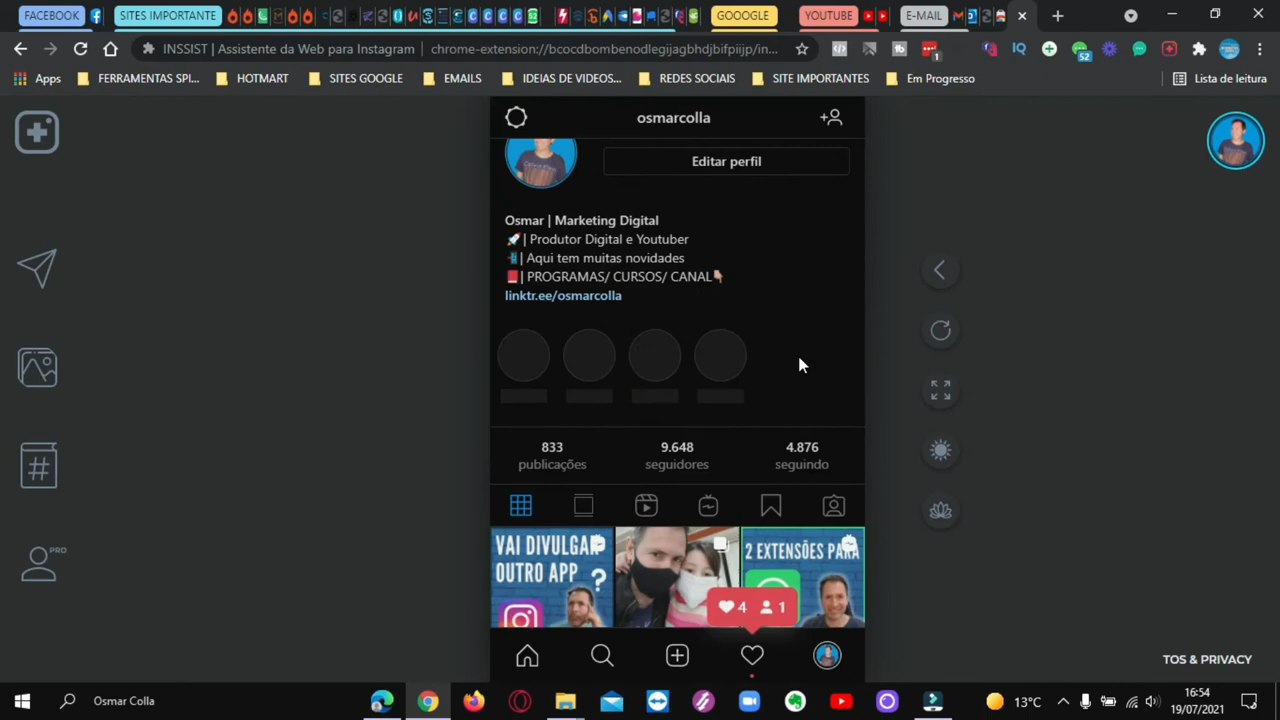 FACEBOOK
SITES IMPORTANTE
GOOOGLE
YOUTUBE
E-MAIL
INSSIST | Assistente da Web para Instagram | chrome-extension://bcocdbombenodlegijagbhdjbifpiijp/in...
IQ
1
52
Apps
FERRAMENTAS SPI...
HOTMART
SITES GOOGLE
EMAILS
IDEIAS DE VIDEOS...
REDES SOCIAIS
SITE IMPORTANTES
Em Progresso
Lista de leitura
osmarcolla
Editar perfil
Osmar | Marketing Digital
| Produtor Digital e Youtuber
| Aqui tem muitas novidades
| PROGRAMAS/ CURSOS/ CANAL
linktr.ee/osmarcolla
833
publicações
9.648
seguidores
4.876
seguindo
VAI DIVULGAR
OUTRO APP
?
2 EXTENSÕES PARA
4 1
#
PRO
TOS & PRIVACY
Osmar Colla
13°C
16:54
19/07/2021